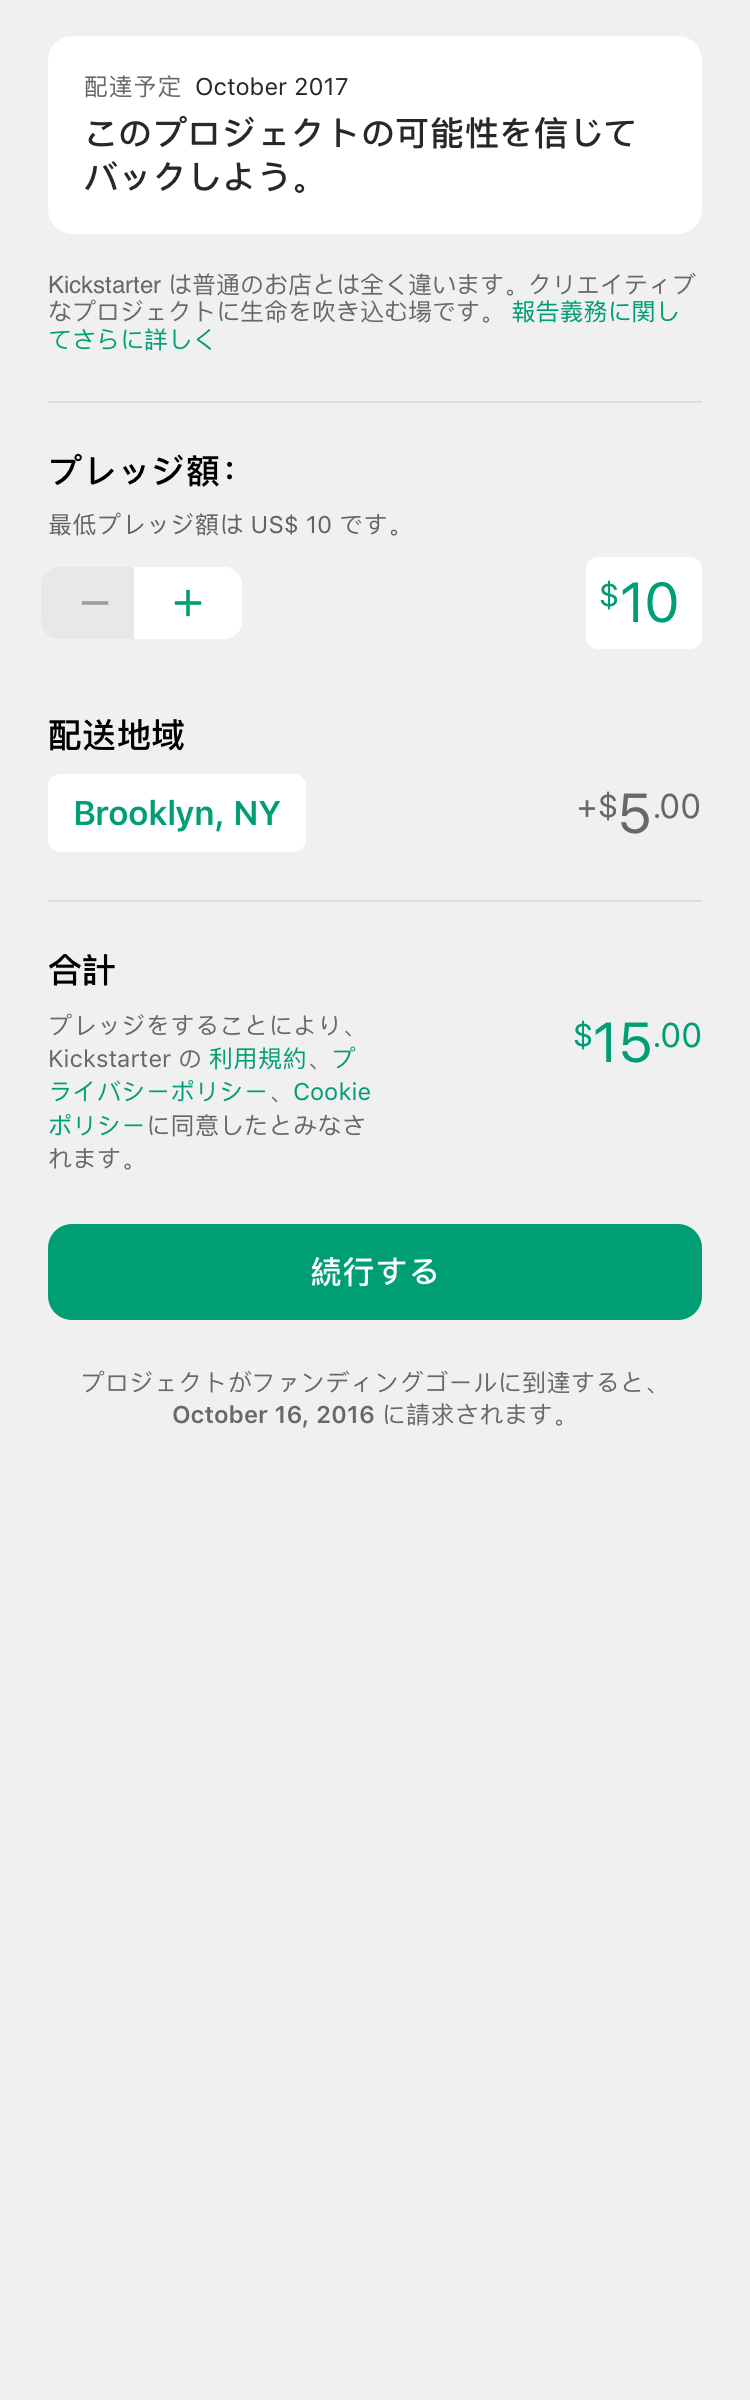 配達予定 October 2017
このプロジェクトの可能性を信じて
バックしよう。
Kickstarter は普通のお店とは全く違います。クリエイティブ
なプロジェクトに生命を吹き込む場です。 報告義務に関し
てさらに詳しく
プレッジ額：
最低プレッジ額は US$ 10 です。
− +
$10
配送地域
Brooklyn, NY
+$5.00
合計
プレッジをすることにより、
Kickstarter の 利用規約、プ
ライバシーポリシー、Cookie
ポリシーに同意したとみなさ
れます。
$15.00
続行する
プロジェクトがファンディングゴールに到達すると、
October 16, 2016 に請求されます。